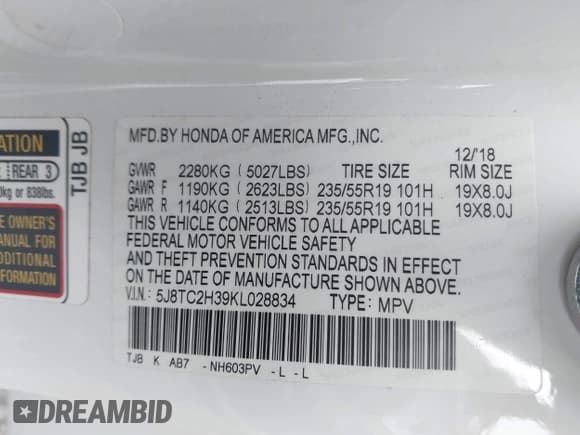 MFD.BY HONDA OF AMERICA MFG.,INC.
12/'18
GVWR 2280KG ( 5027LBS) TIRE SIZE RIM SIZE
GAWR F 1190KG ( 2623LBS) 235/55R19 101H 19X8.0J
GAWR R 1140KG ( 2513LBS) 235/55R19 101H 19X8.0J
THIS VEHICLE CONFORMS TO ALL APPLICABLE
FEDERAL MOTOR VEHICLE SAFETY
AND THEFT PREVENTION STANDARDS IN EFFECT
ON THE DATE OF MANUFACTURE SHOWN ABOVE.
V.I.N.: 5J8TC2H39KL028834 TYPE: MPV
TJB K AB7 -NH603PV -L -L
ATION
REAR 3
0kg or 838lbs.
E OWNER'S
ANUAL FOR
ADDITIONAL
FORMATION
TJB JB
DREAMBID